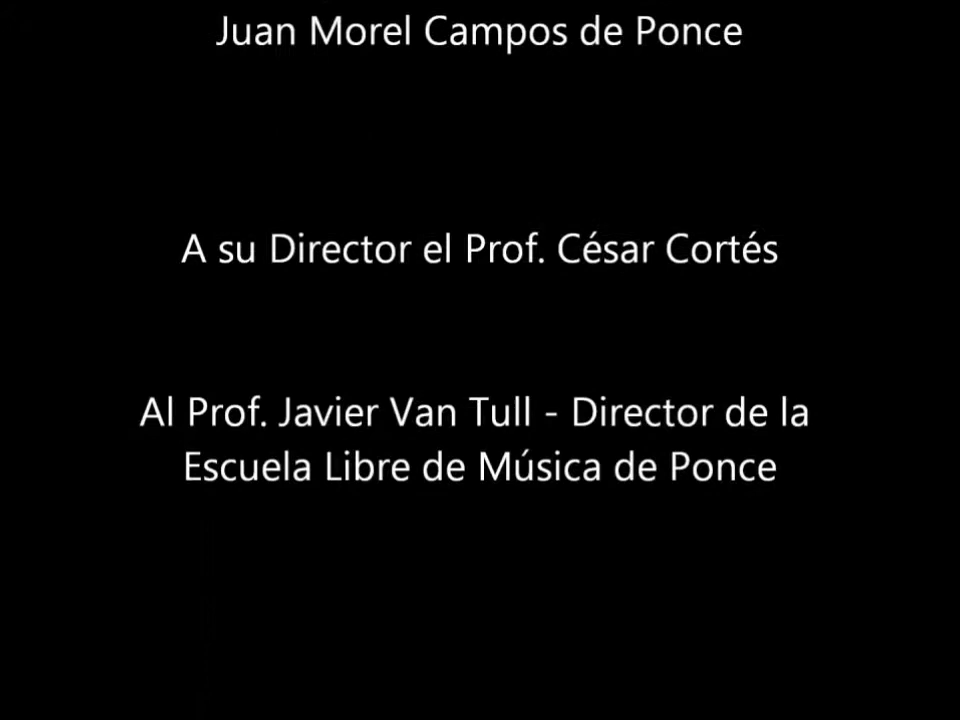 Juan Morel Campos de Ponce
A su Director el Prof. César Cortés
Al Prof. Javier Van Tull - Director de la
Escuela Libre de Música de Ponce